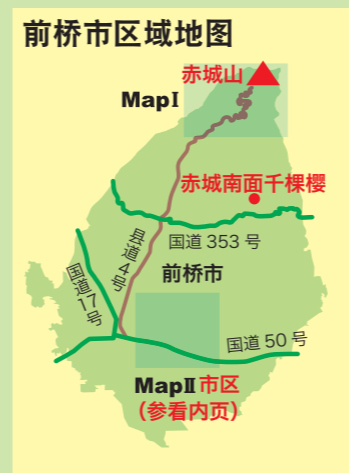 前桥市区域地图
赤城山
MapⅠ
赤城南面千棵樱
国道 353 号
县道4号
前桥市
国道17号
国道 50 号
MapⅡ 市区
（参看内页）